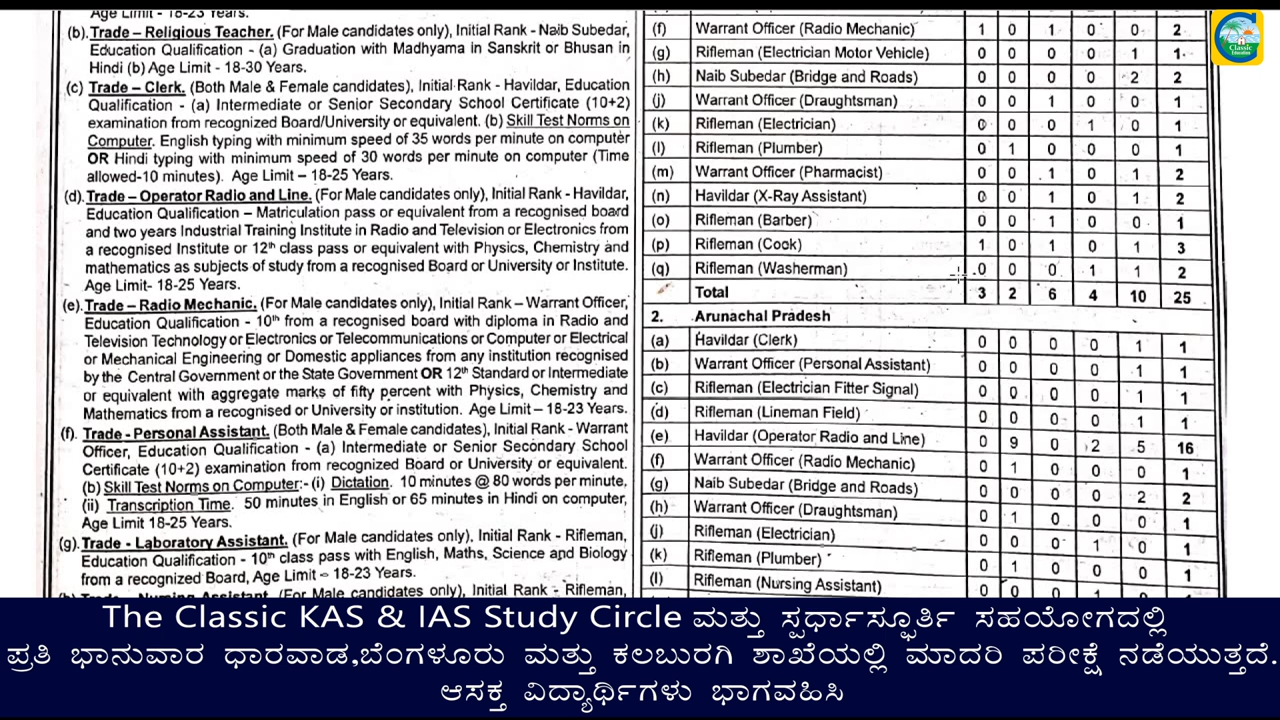 Age Limit - 18-23 Years.
(b). Trade – Religious Teacher. (For Male candidates only), Initial Rank - Naib Subedar,
Education Qualification - (a) Graduation with Madhyama in Sanskrit or Bhusan in
Hindi (b) Age Limit - 18-30 Years.
(c) Trade – Clerk. (Both Male & Female candidates), Initial Rank - Havildar, Education
Qualification - (a) Intermediate or Senior Secondary School Certificate (10+2)
examination from recognized Board/University or equivalent. (b) Skill Test Norms on
Computer. English typing with minimum speed of 35 words per minute on computer
OR Hindi typing with minimum speed of 30 words per minute on computer (Time
allowed-10 minutes). Age Limit – 18-25 Years.
(d) Trade – Operator Radio and Line. (For Male candidates only), Initial Rank - Havildar,
Education Qualification – Matriculation pass or equivalent from a recognised board
and two years Industrial Training Institute in Radio and Television or Electronics from
a recognised Institute or 12th class pass or equivalent with Physics, Chemistry and
mathematics as subjects of study from a recognised Board or University or Institute.
Age Limit- 18-25 Years.
(e) Trade – Radio Mechanic. (For Male candidates only), Initial Rank – Warrant Officer,
Education Qualification - 10th from a recognised board with diploma in Radio and
Television Technology or Electronics or Telecommunications or Computer or Electrical
or Mechanical Engineering or Domestic appliances from any institution recognised
by the Central Government or the State Government OR 12th Standard or Intermediate
or equivalent with aggregate marks of fifty percent with Physics, Chemistry and
Mathematics from a recognised or University or institution. Age Limit – 18-23 Years.
(f). Trade - Personal Assistant. (Both Male & Female candidates), Initial Rank - Warrant
Officer, Education Qualification - (a) Intermediate or Senior Secondary School
Certificate (10+2) examination from recognized Board or University or equivalent.
(b) Skill Test Norms on Computer:- (i) Dictation. 10 minutes @ 80 words per minute,
(ii) Transcription Time. 50 minutes in English or 65 minutes in Hindi on computer,
Age Limit 18-25 Years.
(g). Trade - Laboratory Assistant. (For Male candidates only), Initial Rank - Rifleman,
Education Qualification - 10th class pass with English, Maths, Science and Biology
from a recognized Board, Age Limit – 18-23 Years.
(h) Trade - Nursing Assistant. (For Male candidates only), Initial Rank - Rifleman,
(f) Warrant Officer (Radio Mechanic) 1 0 1 0 0 2
(g) Rifleman (Electrician Motor Vehicle) 0 0 0 0 1 1
(h) Naib Subedar (Bridge and Roads) 0 0 0 0 2 2
(j) Warrant Officer (Draughtsman) 0 0 1 0 0 1
(k) Rifleman (Electrician) 0 0 0 1 0 1
(l) Rifleman (Plumber) 0 1 0 0 0 1
(m) Warrant Officer (Pharmacist) 0 0 1 0 1 2
(n) Havildar (X-Ray Assistant) 0 0 1 0 1 2
(o) Rifleman (Barber) 0 0 1 0 0 1
(p) Rifleman (Cook) 1 0 1 0 1 3
(q) Rifleman (Washerman) 0 0 0 1 1 2
Total 3 2 6 4 10 25
2. Arunachal Pradesh
(a) Havildar (Clerk) 0 0 0 0 1 1
(b) Warrant Officer (Personal Assistant) 0 0 0 0 1 1
(c) Rifleman (Electrician Fitter Signal) 0 0 0 0 1 1
(d) Rifleman (Lineman Field) 0 0 0 0 1 1
(e) Havildar (Operator Radio and Line) 0 9 0 2 5 16
(f) Warrant Officer (Radio Mechanic) 0 1 0 0 0 1
(g) Naib Subedar (Bridge and Roads) 0 0 0 0 2 2
(h) Warrant Officer (Draughtsman) 0 1 0 0 0 1
(j) Rifleman (Electrician) 0 0 0 1 0 1
(k) Rifleman (Plumber) 0 1 0 0 0 1
(l) Rifleman (Nursing Assistant) 0 0 0 1
Classic
Education
The Classic KAS & IAS Study Circle ಮತ್ತು ಸ್ಪರ್ಧಾಸ್ಪೂರ್ತಿ ಸಹಯೋಗದಲ್ಲಿ
ಪ್ರತಿ ಭಾನುವಾರ ಧಾರವಾಡ,ಬೆಂಗಳೂರು ಮತ್ತು ಕಲಬುರಗಿ ಶಾಖೆಯಲ್ಲಿ ಮಾದರಿ ಪರೀಕ್ಷೆ ನಡೆಯುತ್ತದೆ.
ಆಸಕ್ತ ವಿದ್ಯಾರ್ಥಿಗಳು ಭಾಗವಹಿಸಿ